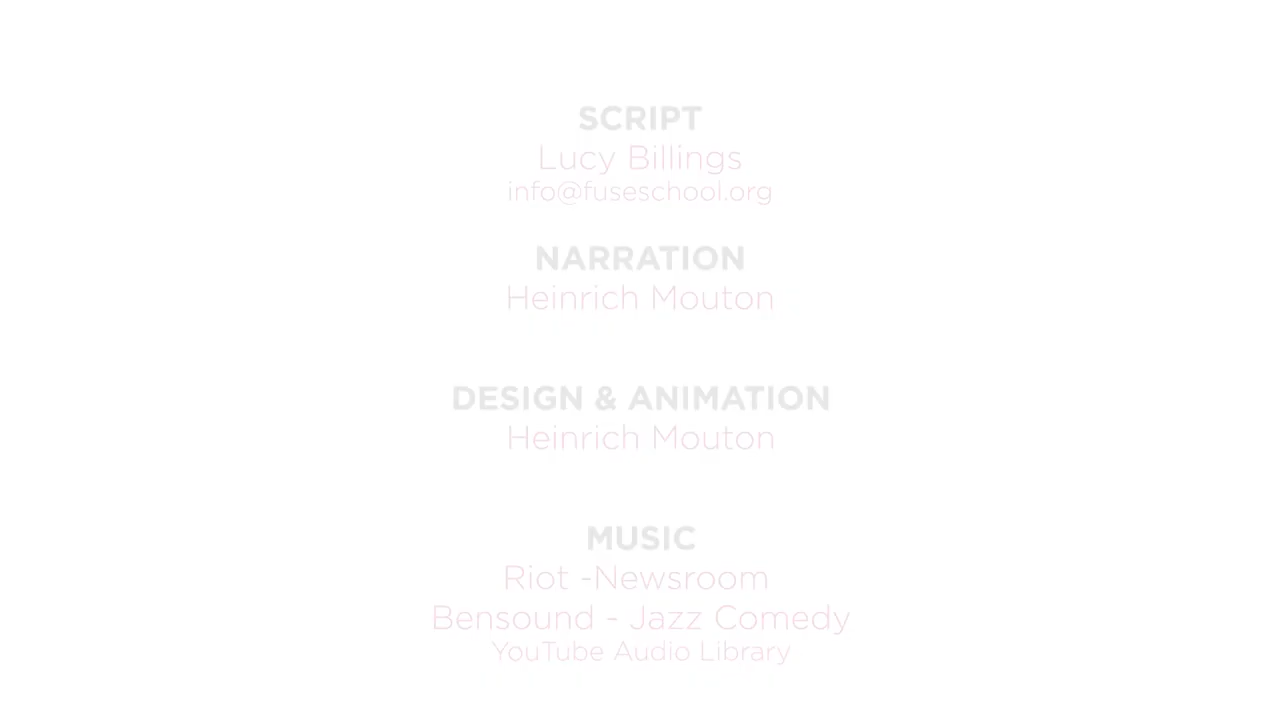 SCRIPT
Lucy Billings
info@fuseschool.org
NARRATION
Heinrich Mouton
DESIGN & ANIMATION
Heinrich Mouton
MUSIC
Riot -Newsroom
Bensound - Jazz Comedy
YouTube Audio Library